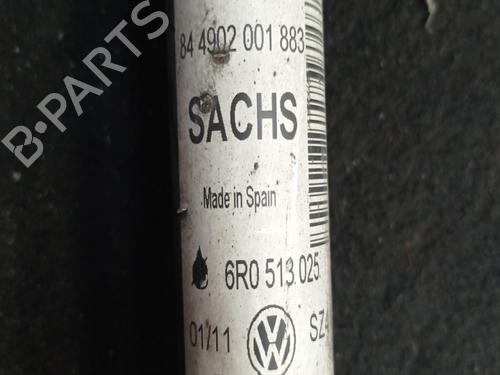 84 4902 001 883
SACHS
Made in Spain
6R0 513 025
01/11
B-PARTS